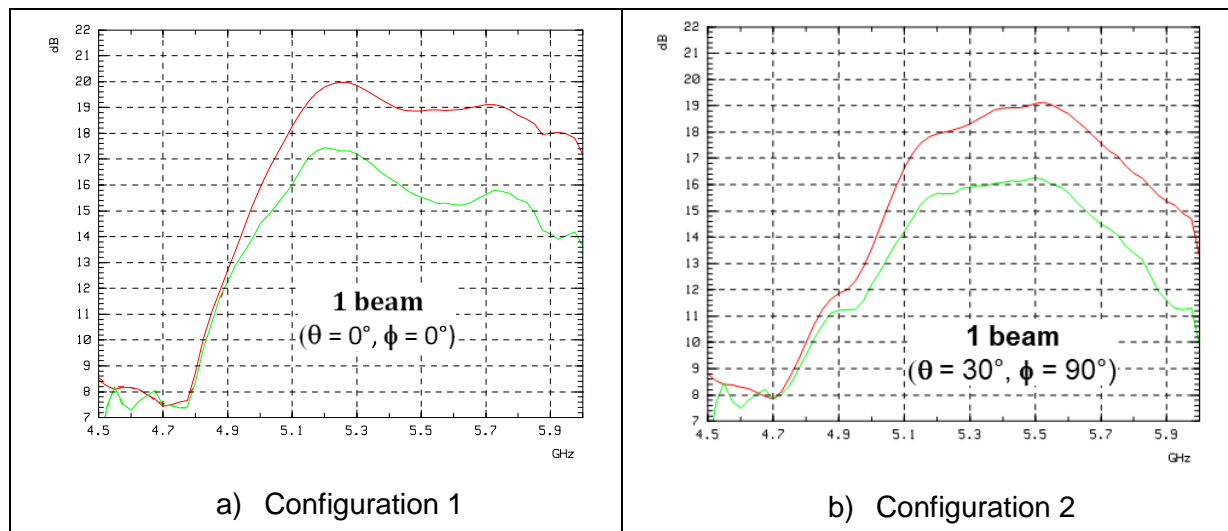 dB
22
21
20
19
18
17
16
15
14
13
12
11
10
9
8
7
4.5 4.7 4.9 5.1 5.3 5.5 5.7 5.9
GHz
1 beam
(θ = 0°, ϕ = 0°)
a) Configuration 1
dB
22
21
20
19
18
17
16
15
14
13
12
11
10
9
8
7
4.5 4.7 4.9 5.1 5.3 5.5 5.7 5.9
GHz
1 beam
(θ = 30°, ϕ = 90°)
b) Configuration 2